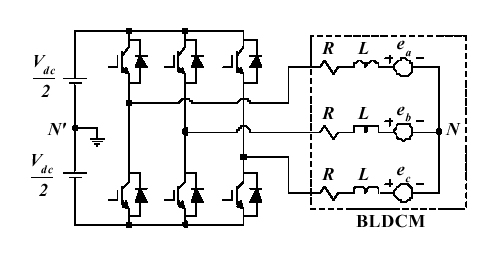 V_dc
2
N'
V_dc
2
R L e_a
+ −
R L e_b
+ −
N
R L e_c
+ −
BLDCM